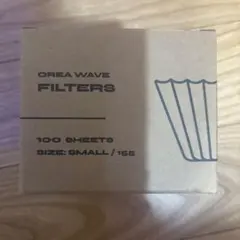 OREA WAVE
FILTERS
100 SHEETS
SIZE: SMALL / 155